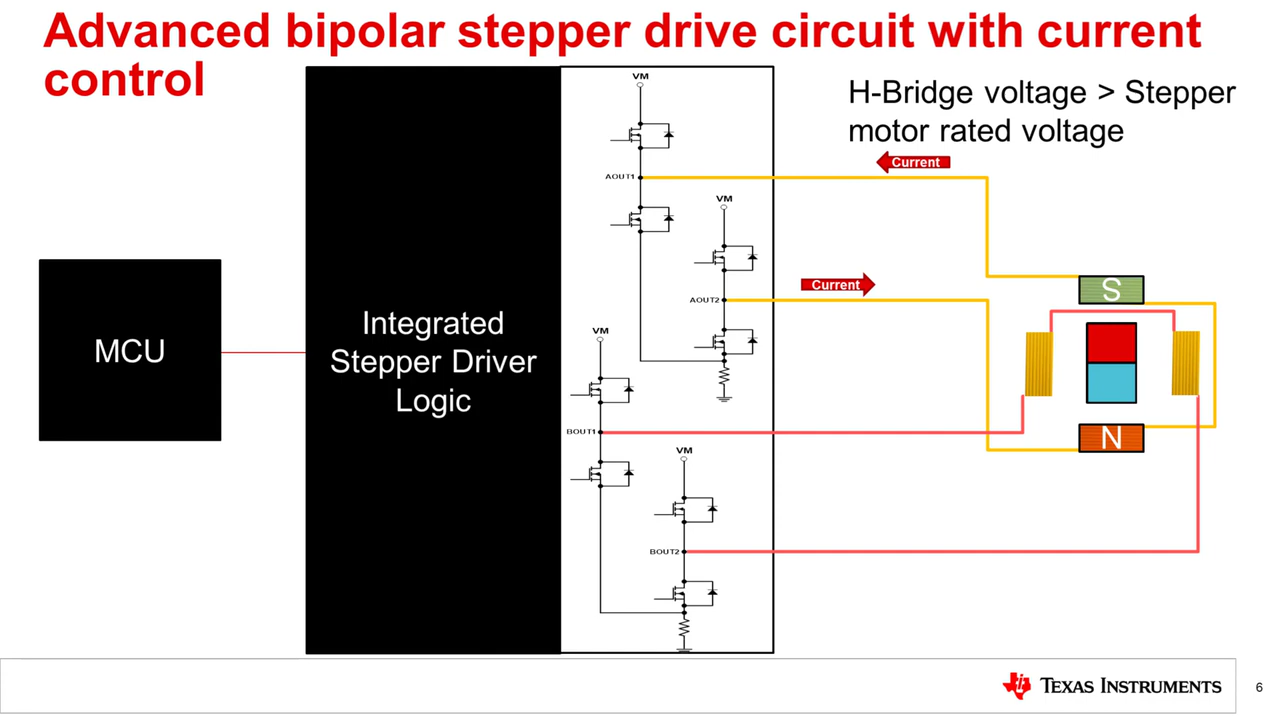 Advanced bipolar stepper drive circuit with current
control
H-Bridge voltage > Stepper
motor rated voltage
VM
Current
AOUT1
VM
Current
AOUT2
S
MCU
Integrated
Stepper Driver
Logic
VM
BOUT1
N
VM
BOUT2
TEXAS INSTRUMENTS
6